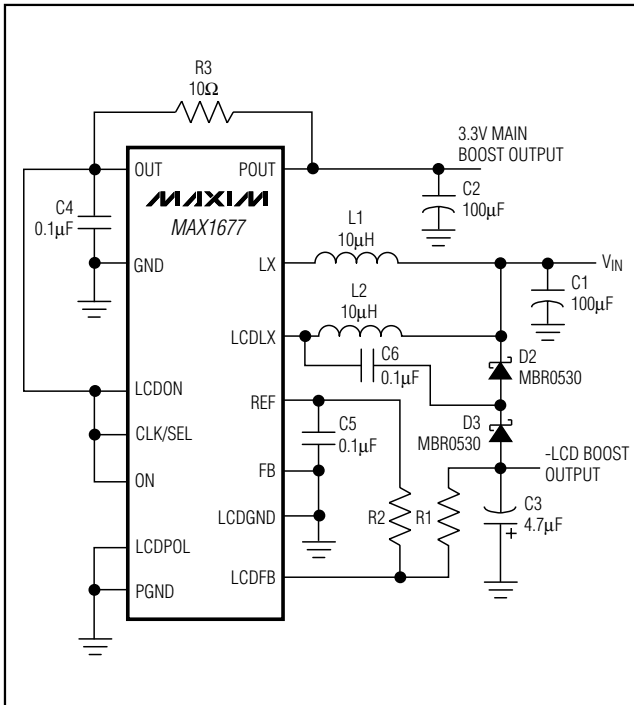 R3
10Ω
3.3V MAIN
BOOST OUTPUT
OUT
POUT
MAXIM
MAX1677
C4
0.1µF
C2
100µF
L1
10µH
GND
LX
VIN
C1
100µF
L2
10µH
LCDLX
C6
0.1µF
D2
MBR0530
LCDON
REF
CLK/SEL
C5
0.1µF
D3
MBR0530
ON
FB
-LCD BOOST
OUTPUT
LCDGND
R2
R1
C3
4.7µF
+
LCDPOL
PGND
LCDFB